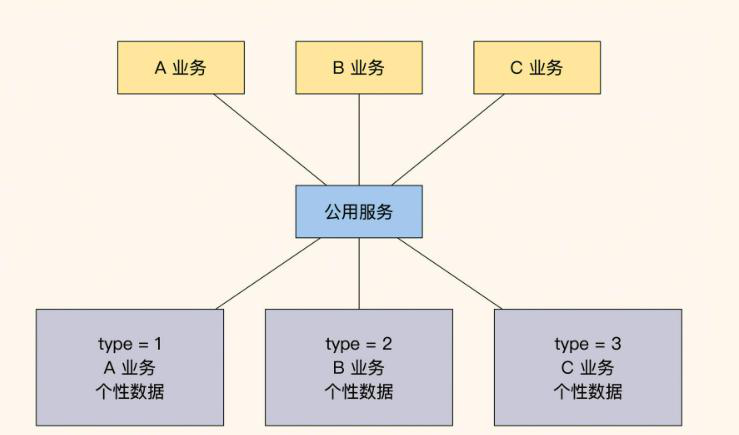 A 业务
B 业务
C 业务
公用服务
type = 1
A 业务
个性数据
type = 2
B 业务
个性数据
type = 3
C 业务
个性数据